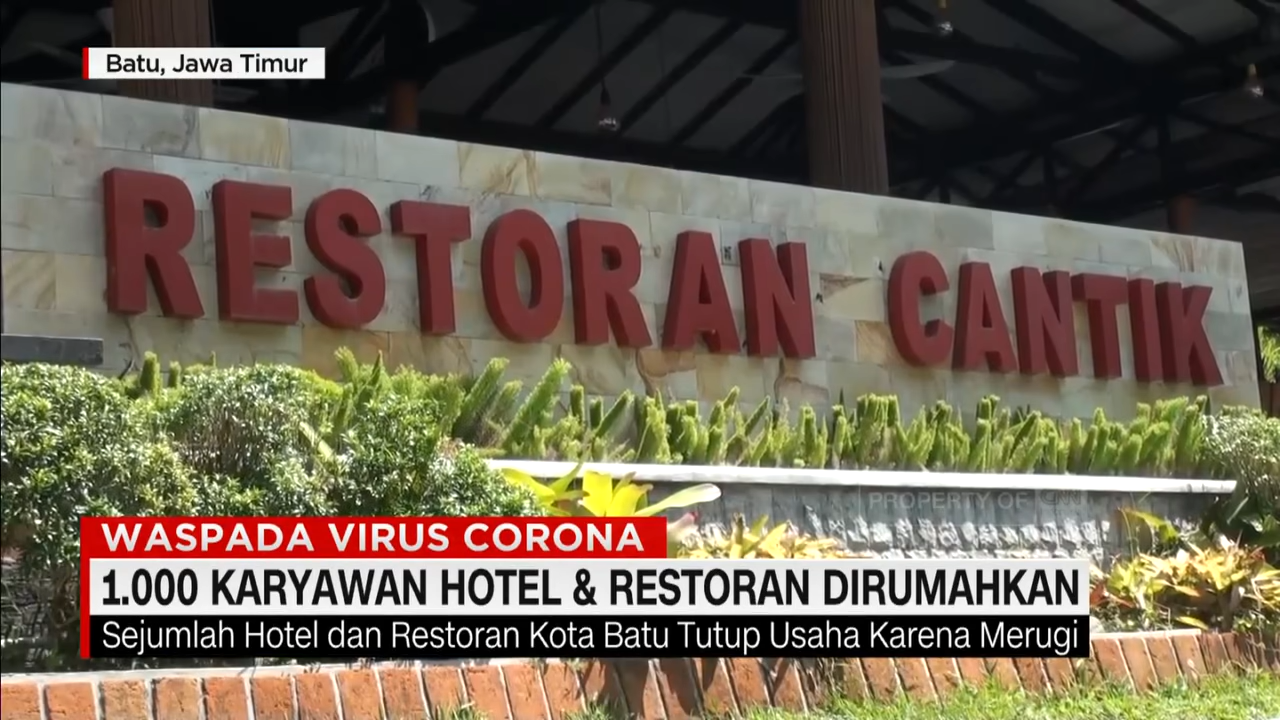 Batu, Jawa Timur
RESTORAN CANTIK
PROPERTY OF CNN
WASPADA VIRUS CORONA
1.000 KARYAWAN HOTEL & RESTORAN DIRUMAHKAN
Sejumlah Hotel dan Restoran Kota Batu Tutup Usaha Karena Merugi